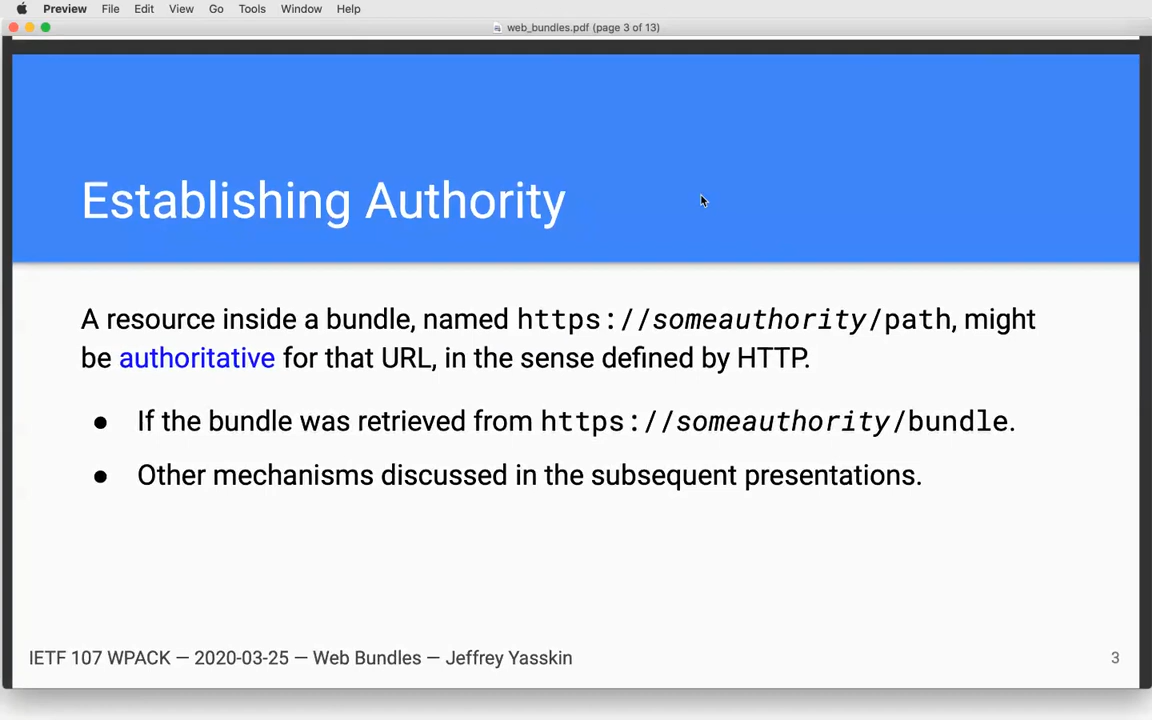 Preview File Edit View Go Tools Window Help
web_bundles.pdf (page 3 of 13)
Establishing Authority
A resource inside a bundle, named https://someauthority/path, might
be authoritative for that URL, in the sense defined by HTTP.
● If the bundle was retrieved from https://someauthority/bundle.
● Other mechanisms discussed in the subsequent presentations.
IETF 107 WPACK — 2020-03-25 — Web Bundles — Jeffrey Yasskin
3